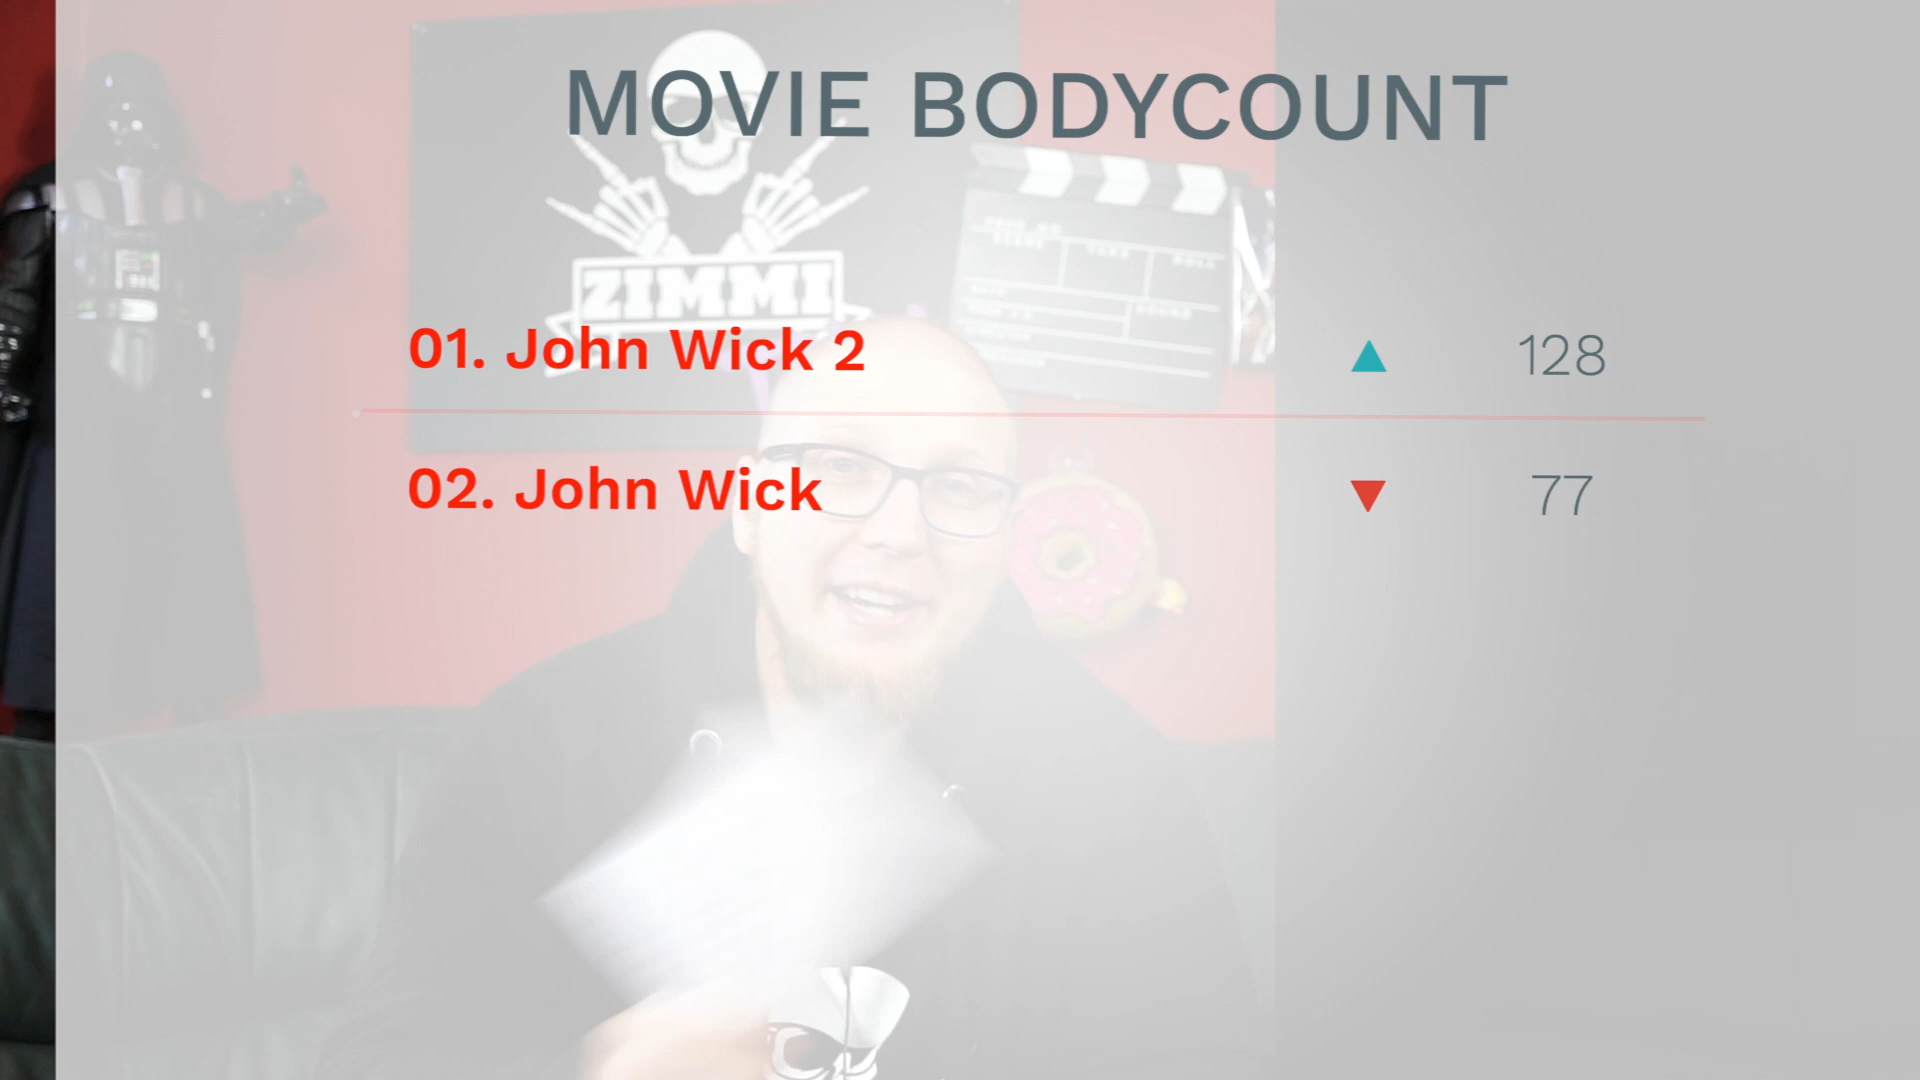 MOVIE BODYCOUNT
ZIMMI
01. John Wick 2 128
02. John Wick 77